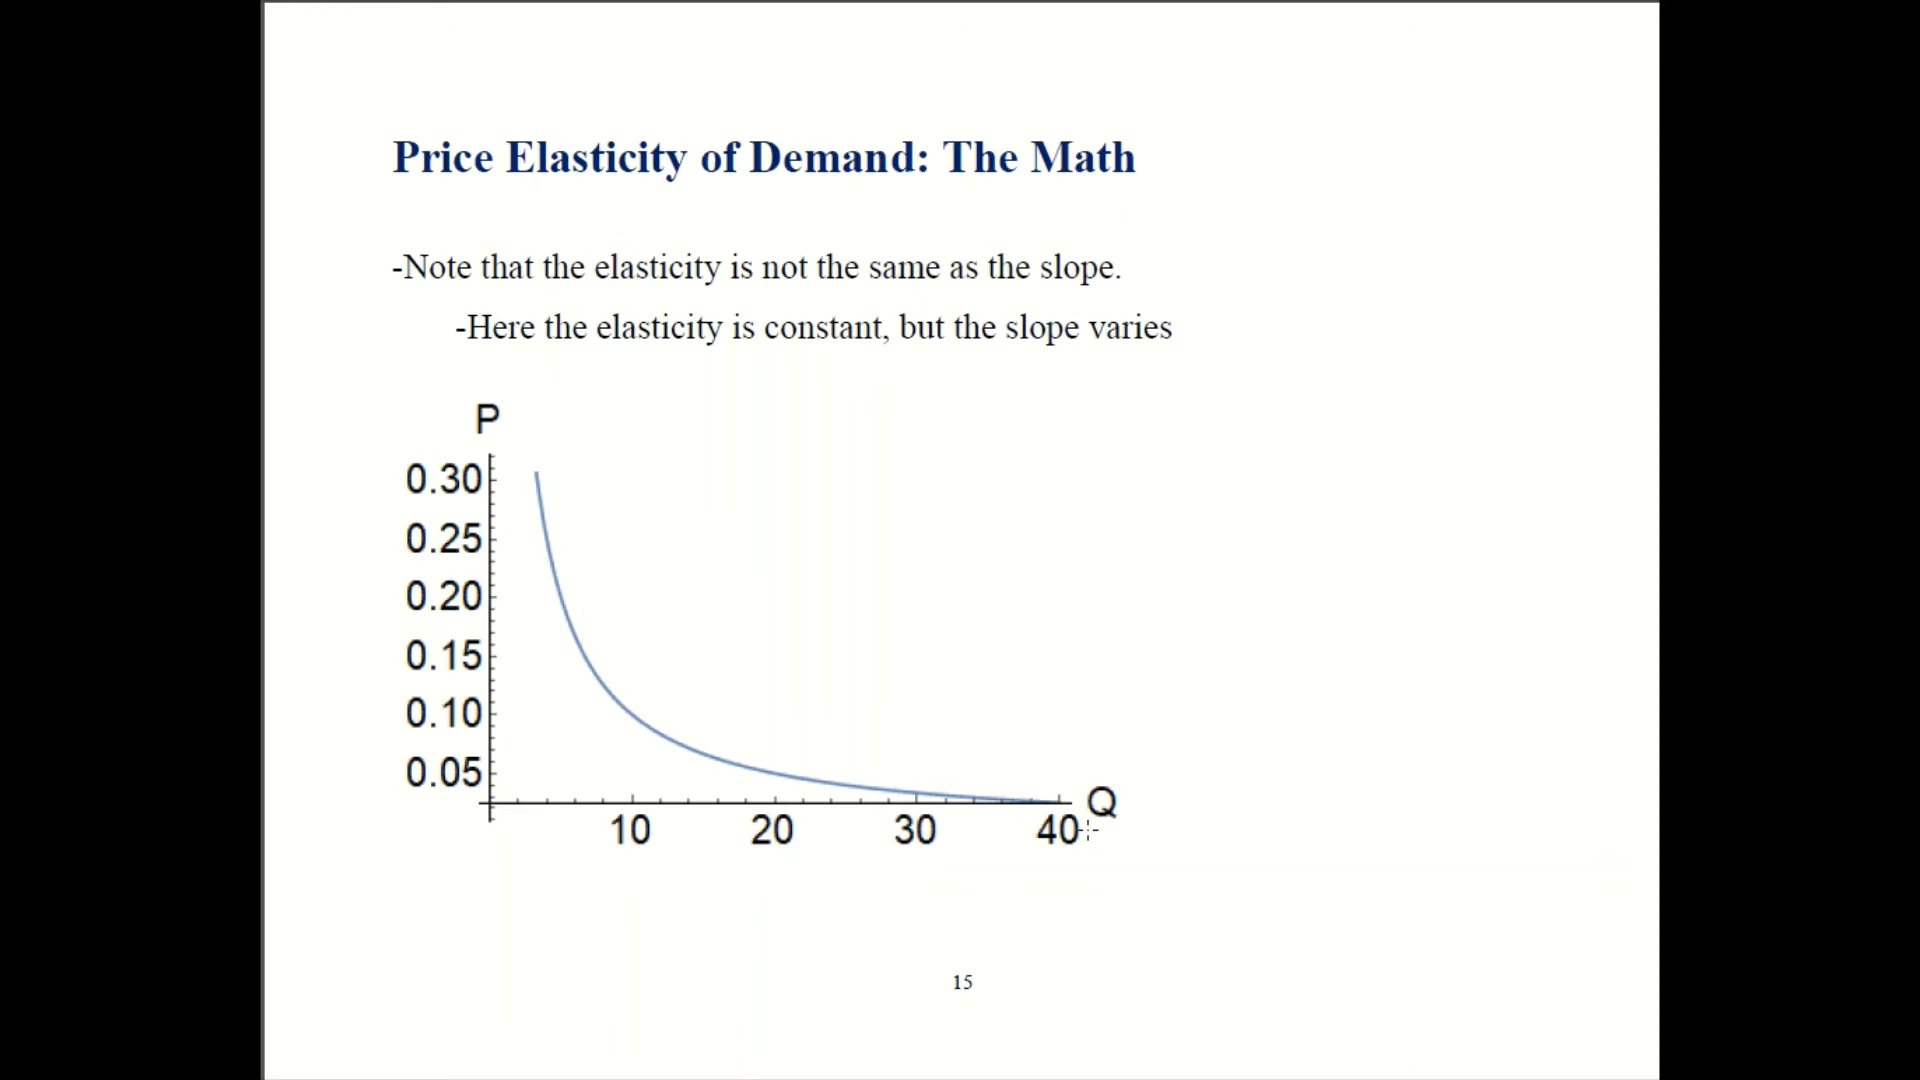 Price Elasticity of Demand: The Math
-Note that the elasticity is not the same as the slope.
-Here the elasticity is constant, but the slope varies
P
0.30
0.25
0.20
0.15
0.10
0.05
Q
10 20 30 40
15